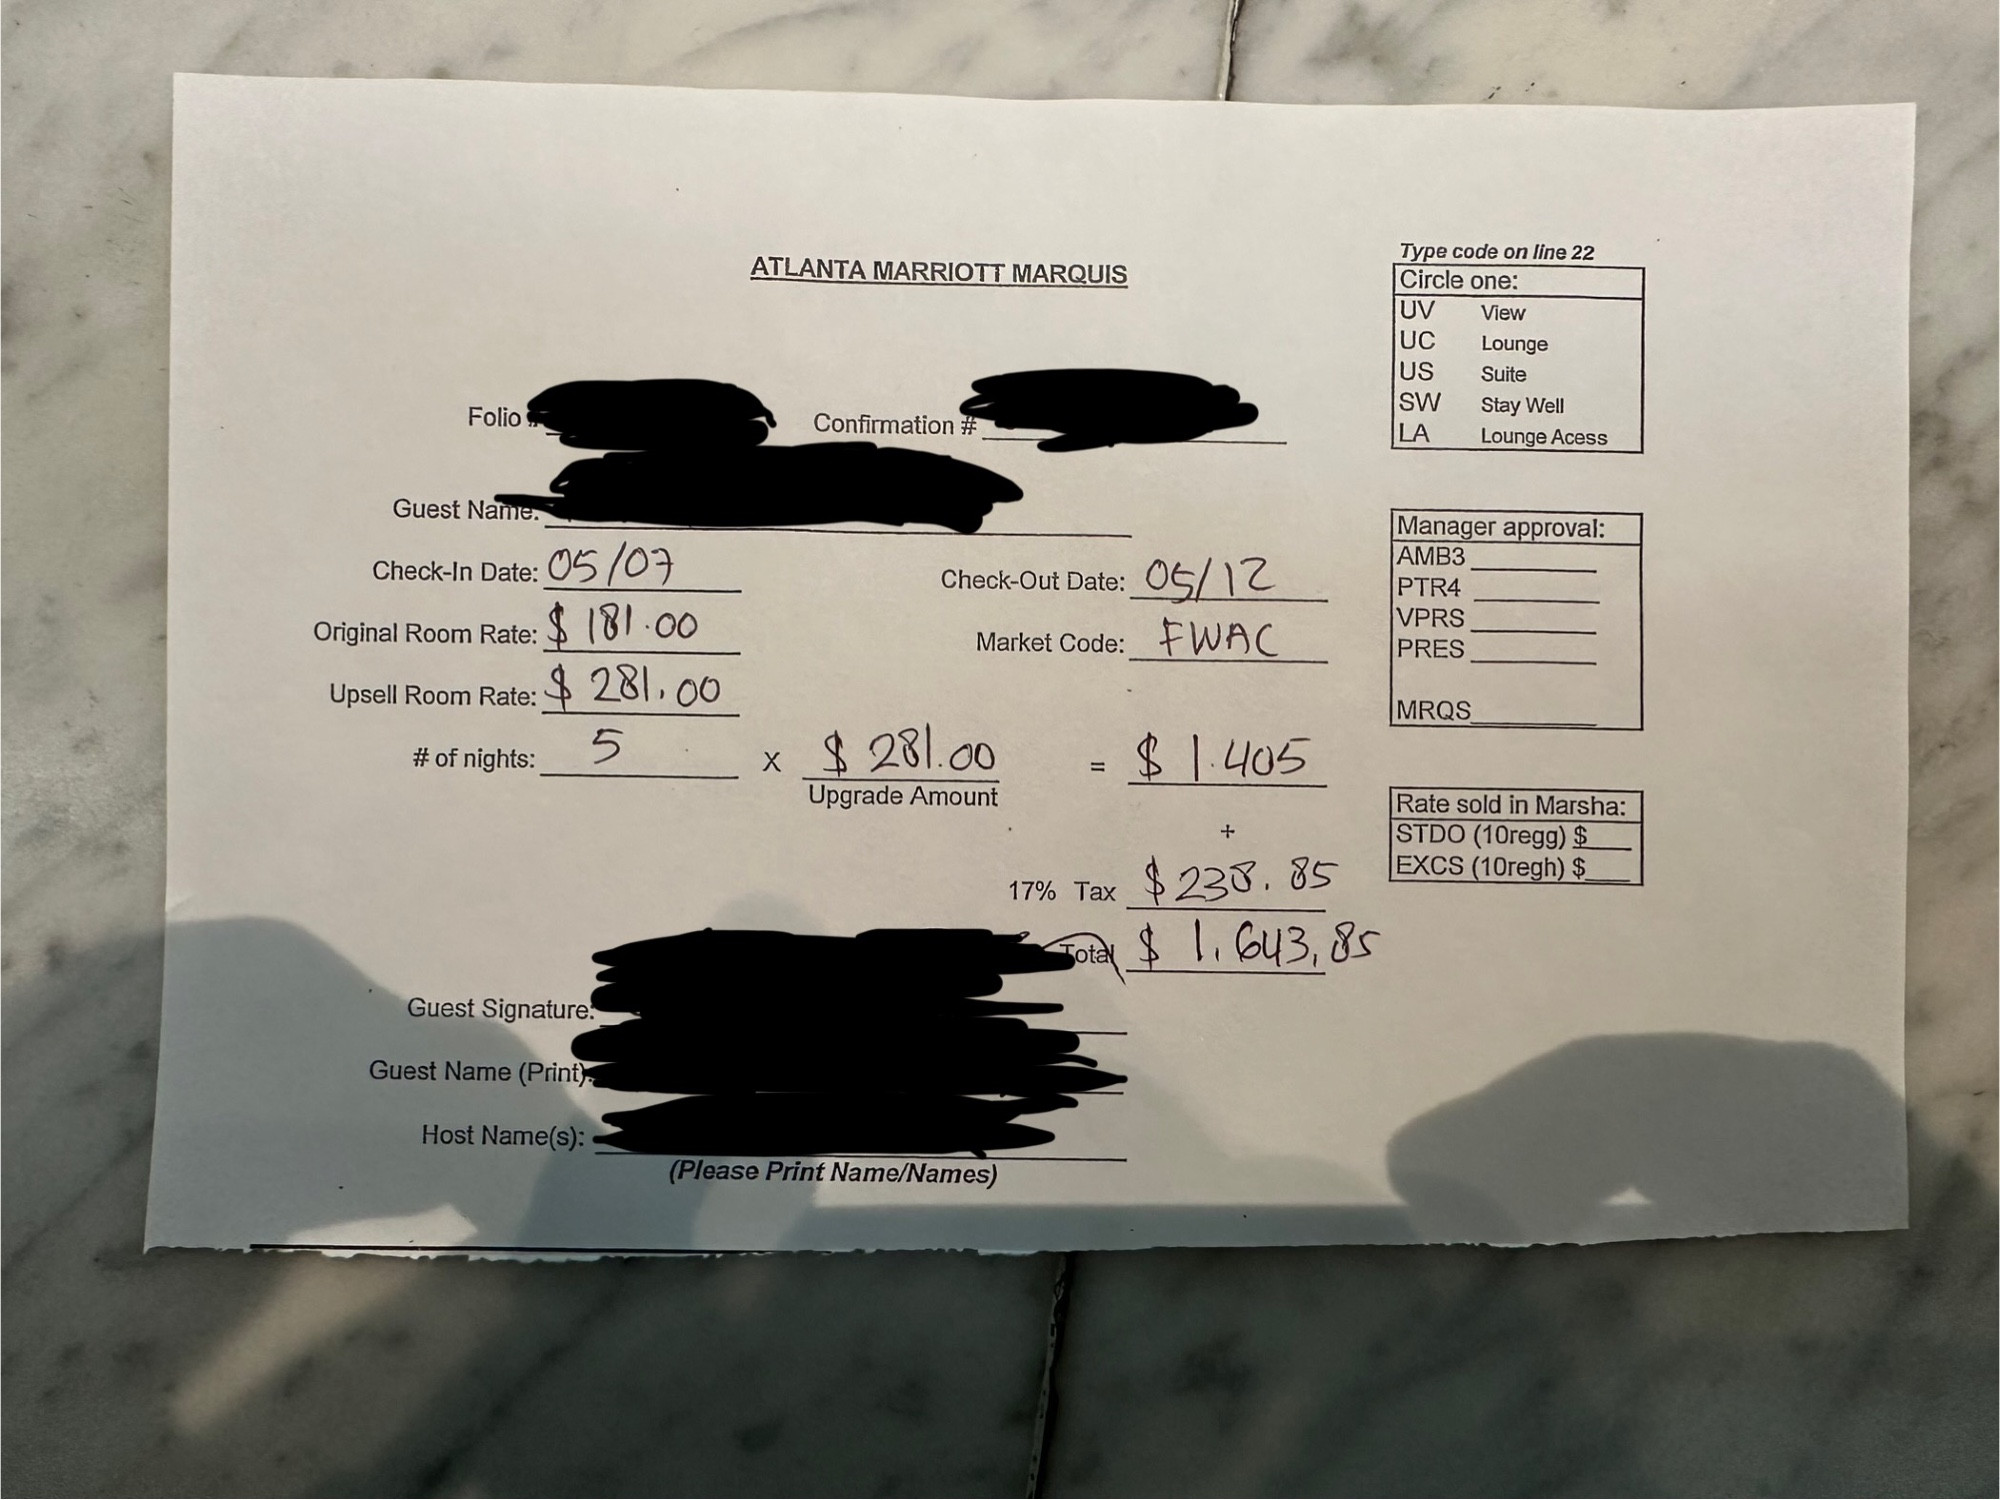 ATLANTA MARRIOTT MARQUIS
Type code on line 22
Circle one:
UV View
UC Lounge
US Suite
SW Stay Well
LA Lounge Acess
Folio Confirmation #
Guest Name:
Check-In Date: 05/07 Check-Out Date: 05/12
Original Room Rate: $ 181.00 Market Code: FWAC
Upsell Room Rate: $ 281.00
# of nights: 5 x $ 281.00 = $ 1.405
Upgrade Amount
+
17% Tax $ 238.85
Total $ 1,643,85
Manager approval:
AMB3
PTR4
VPRS
PRES
MRQS
Rate sold in Marsha:
STDO (10regg) $
EXCS (10regh) $
Guest Signature:
Guest Name (Print):
Host Name(s):
(Please Print Name/Names)